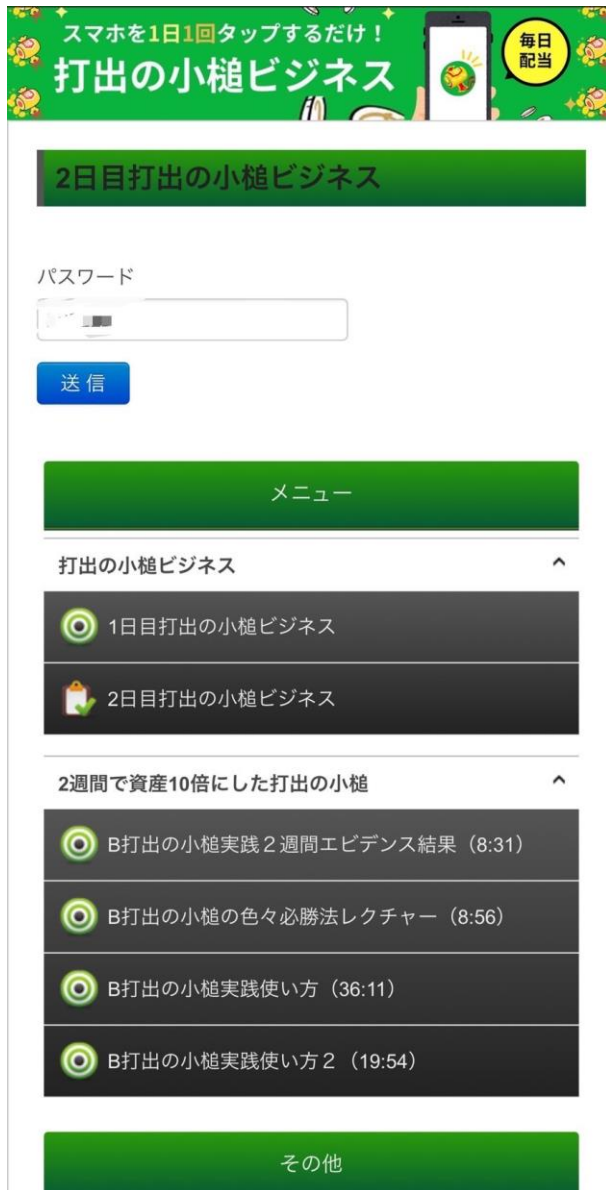 スマホを1日1回タップするだけ！
打出の小槌ビジネス
毎日
配当
2日目打出の小槌ビジネス
パスワード
送信
メニュー
打出の小槌ビジネス
1日目打出の小槌ビジネス
2日目打出の小槌ビジネス
2週間で資産10倍にした打出の小槌
B打出の小槌実践２週間エビデンス結果（8:31）
B打出の小槌の色々必勝法レクチャー（8:56）
B打出の小槌実践使い方（36:11）
B打出の小槌実践使い方２（19:54）
その他